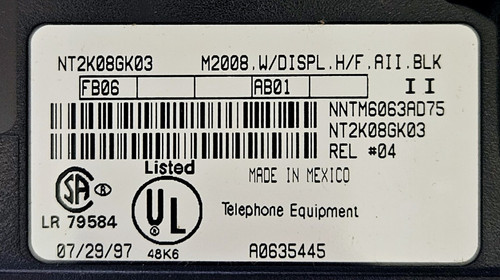 NT2K08GK03 M2008.W/DISPL.H/F.AII.BLK
FB06 AB01 II
NNTM6063AD75
NT2K08GK03
REL #04
Listed
SA ® UL ® MADE IN MEXICO
LR 79584 Telephone Equipment
07/29/97 48K6 A0635445